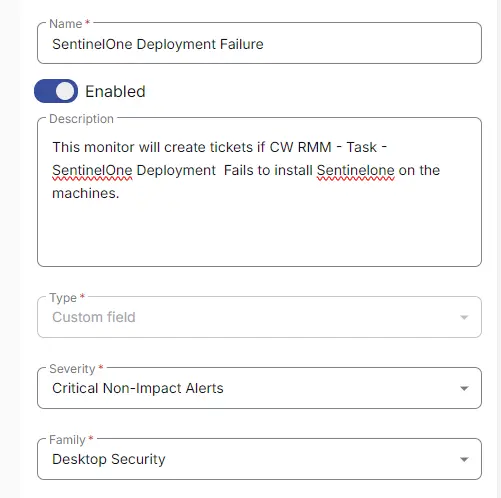 Name *
SentinelOne Deployment Failure
Enabled
Description
This monitor will create tickets if CW RMM - Task -
SentinelOne Deployment  Fails to install Sentinelone on the
machines.
Type *
Custom field
Severity *
Critical Non-Impact Alerts
Family *
Desktop Security